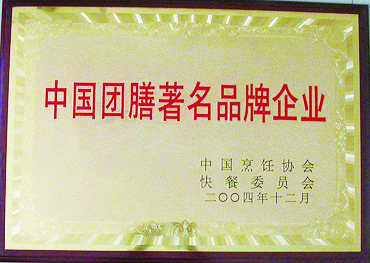 中国团膳著名品牌企业
中国烹饪协会
快餐委员会
二〇〇四年十二月